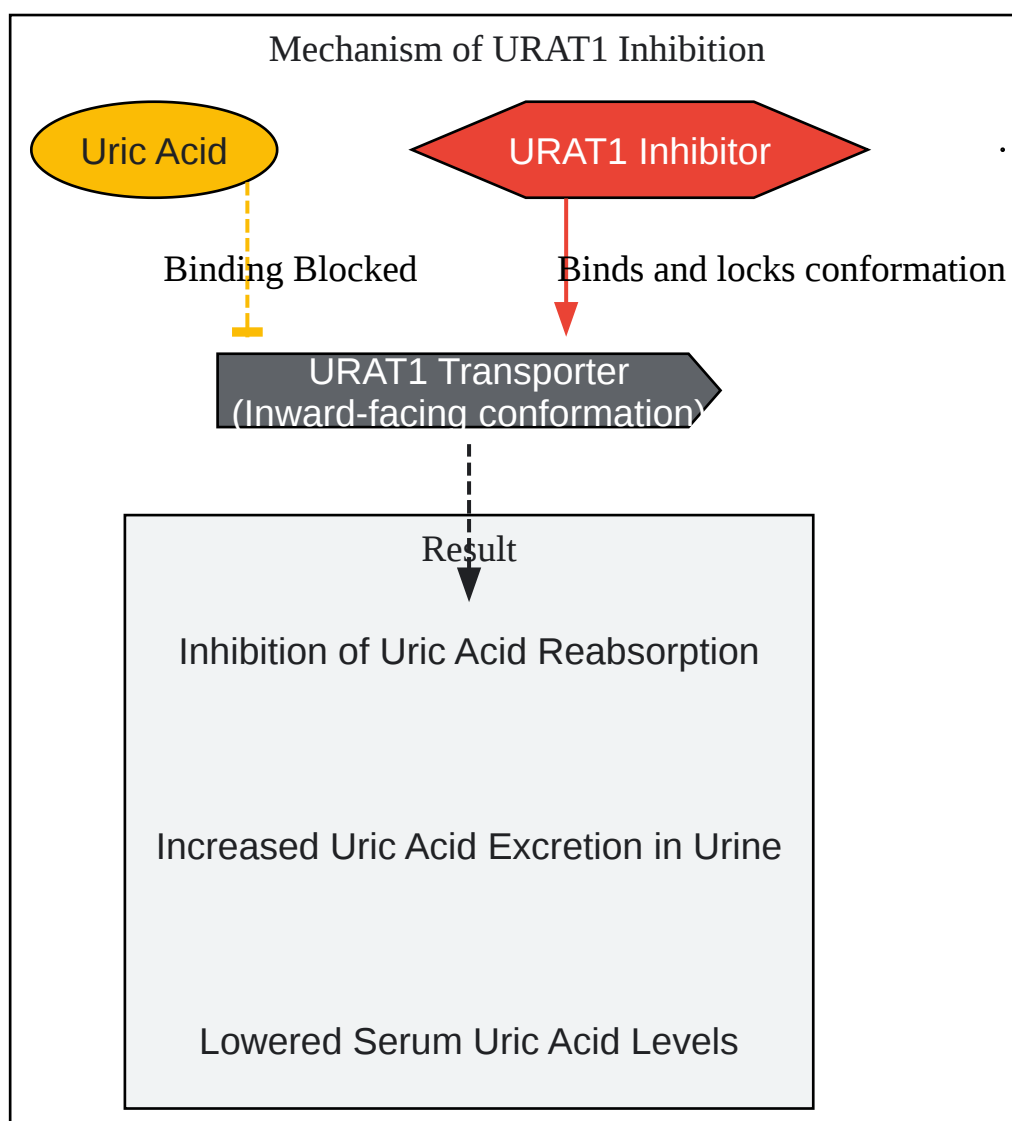 Mechanism of URAT1 Inhibition
Uric Acid
URAT1 Inhibitor
.
Binding Blocked
Binds and locks conformation
URAT1 Transporter
(Inward-facing conformation)
Result
Inhibition of Uric Acid Reabsorption
Increased Uric Acid Excretion in Urine
Lowered Serum Uric Acid Levels